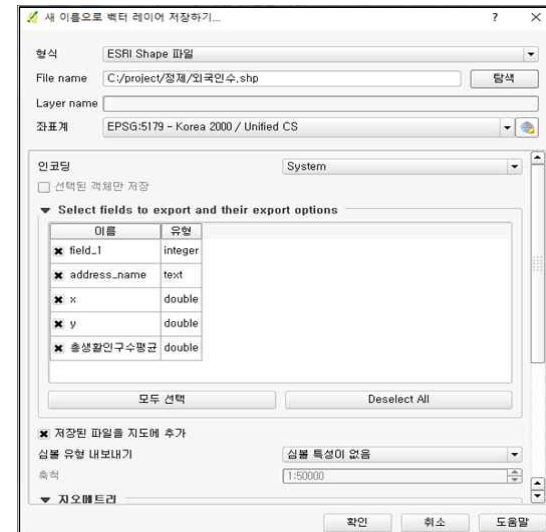 새 이름으로 벡터 레이어 저장하기...
? ×
형식 ESRI Shape 파일
File name C:/project/정제/외국인수.shp 탐색
Layer name
좌표계 EPSG:5179 - Korea 2000 / Unified CS
인코딩 System
선택된 객체만 저장
Select fields to export and their export options
이름 유형
field_1 integer
address_name text
x double
y double
총생활인구수평균 double
모두 선택 Deselect All
저장된 파일을 지도에 추가
심볼 유형 내보내기 심볼 특성이 없음
축척 1:50000
지오메트리
확인 취소 도움말